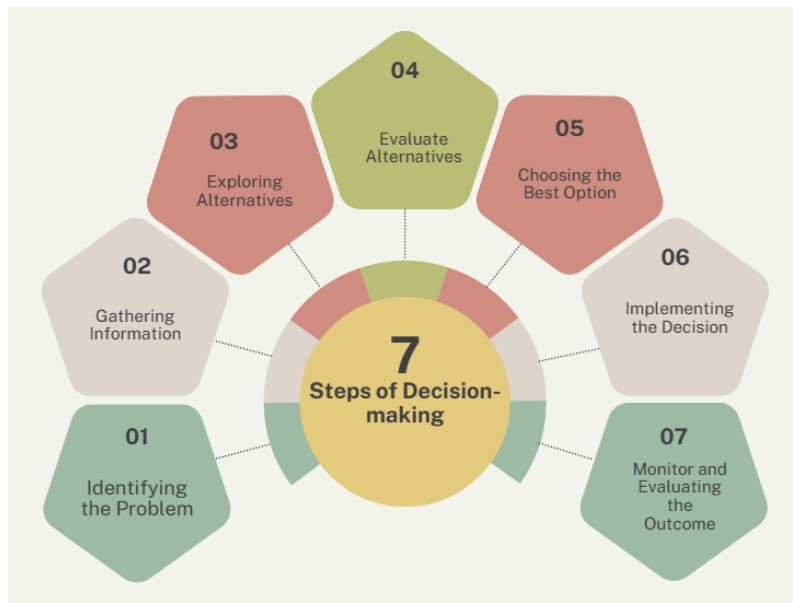 01
Identifying
the Problem
02
Gathering
Information
03
Exploring
Alternatives
04
Evaluate
Alternatives
05
Choosing the
Best Option
06
Implementing
the Decision
07
Monitor and
Evaluating
the
Outcome
7
Steps of Decision-
making